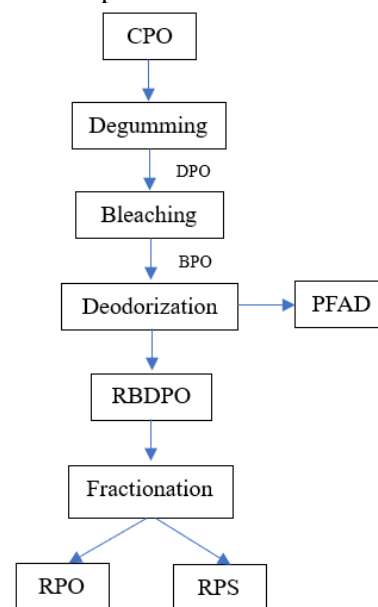 CPO
Degumming
DPO
Bleaching
BPO
Deodorization
PFAD
RBDPO
Fractionation
RPO
RPS